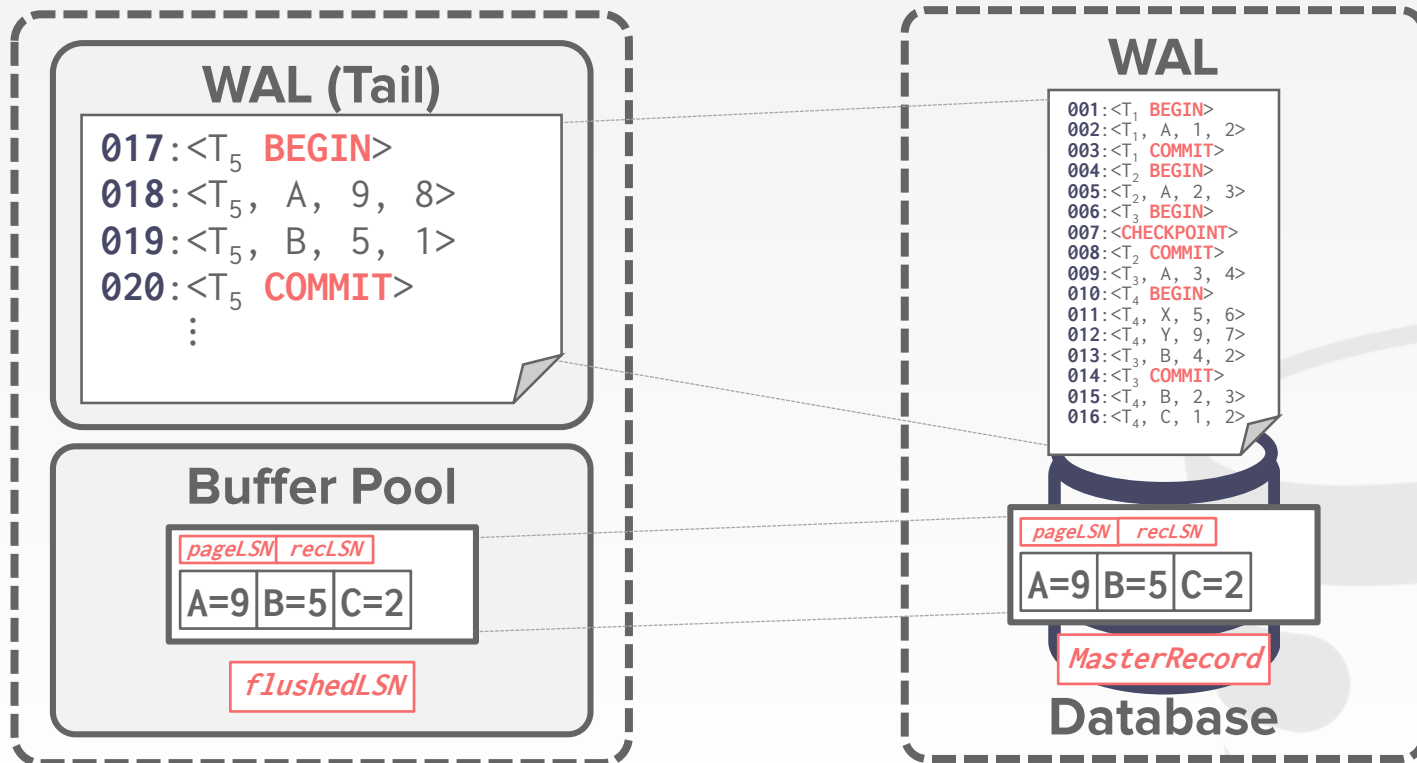 WAL (Tail)
017:<T5 BEGIN>
018:<T5, A, 9, 8>
019:<T5, B, 5, 1>
020:<T5 COMMIT>
⋮
Buffer Pool
pageLSN recLSN
A=9 B=5 C=2
flushedLSN
WAL
001:<T1 BEGIN>
002:<T1, A, 1, 2>
003:<T1 COMMIT>
004:<T2 BEGIN>
005:<T2, A, 2, 3>
006:<T3 BEGIN>
007:<CHECKPOINT>
008:<T2 COMMIT>
009:<T3, A, 3, 4>
010:<T4 BEGIN>
011:<T4, X, 5, 6>
012:<T4, Y, 9, 7>
013:<T3, B, 4, 2>
014:<T3 COMMIT>
015:<T4, B, 2, 3>
016:<T4, C, 1, 2>
pageLSN recLSN
A=9 B=5 C=2
MasterRecord
Database